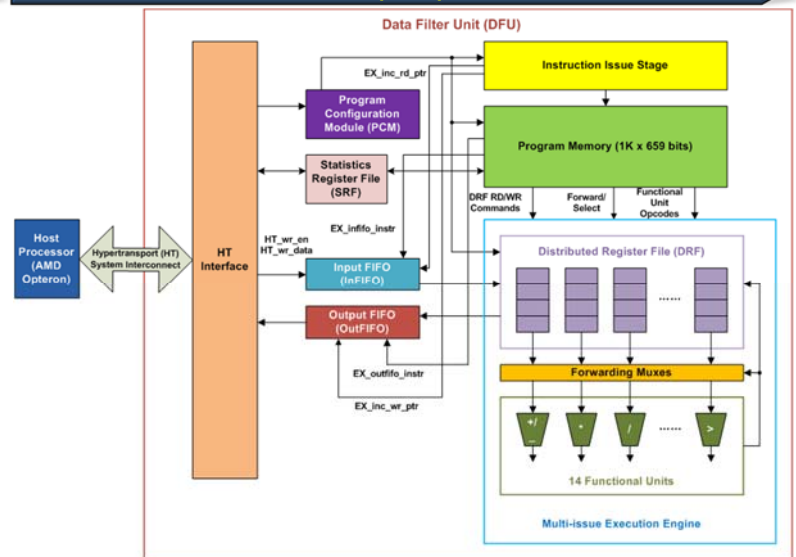 Data Filter Unit (DFU)
EX_inc_rd_ptr
Instruction Issue Stage
Program
Configuration
Module (PCM)
Program Memory (1K x 659 bits)
Statistics
Register File
(SRF)
DRF RD/WR
Commands
Forward/
Select
Functional
Unit
Opcodes
Host
Processor
(AMD
Opteron)
Hypertransport (HT)
System Interconnect
HT
Interface
HT_wr_en
HT_wr_data
EX_infifo_instr
Input FIFO
(InFIFO)
Output FIFO
(OutFIFO)
EX_outfifo_instr
EX_inc_wr_ptr
Distributed Register File (DRF)
......
Forwarding Muxes
+/
_
*
/
......
>
14 Functional Units
Multi-issue Execution Engine